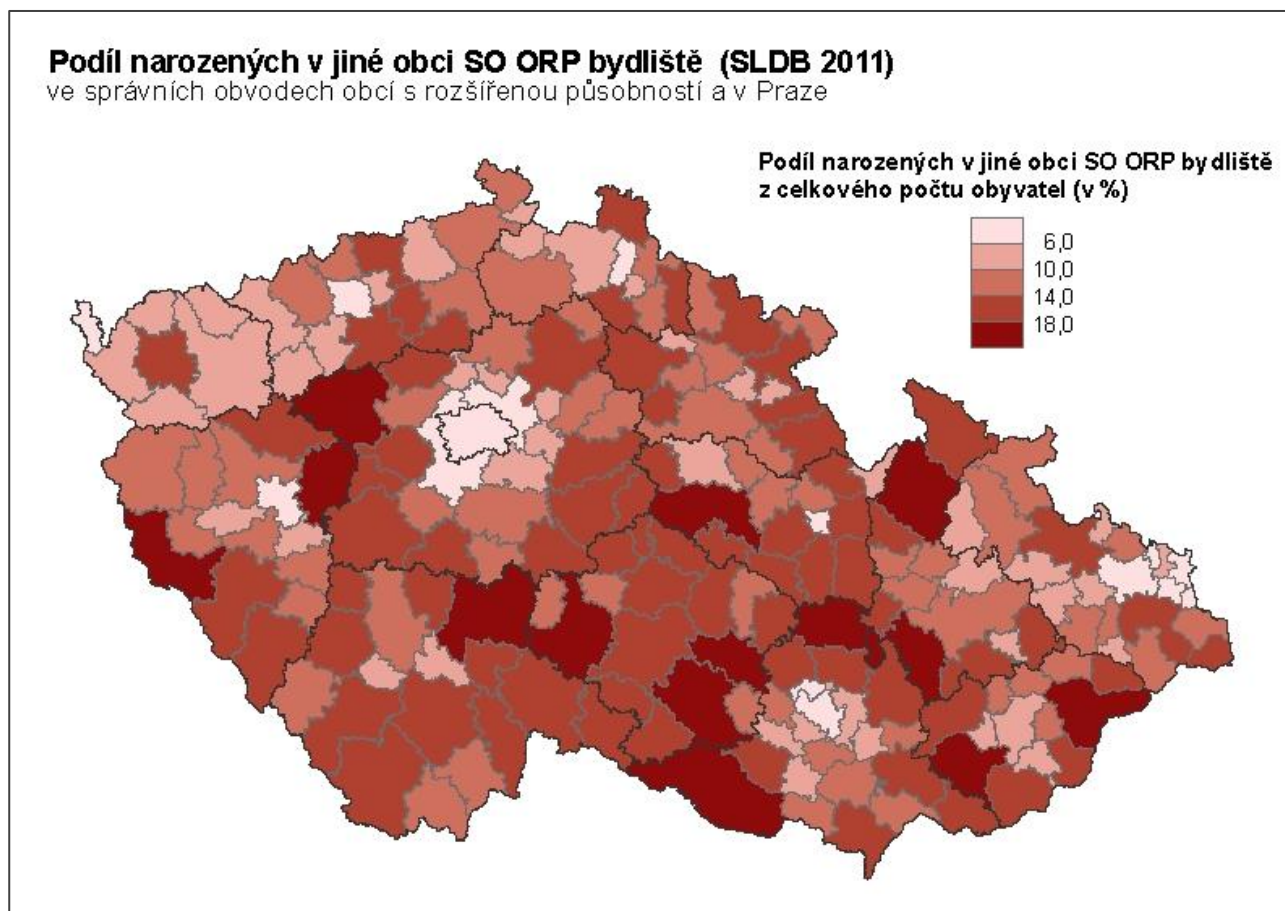 Podíl narozených v jiné obci SO ORP bydliště (SLDB 2011)
ve správních obvodech obcí s rozšířenou působností a v Praze
Podíl narozených v jiné obci SO ORP bydliště
z celkového počtu obyvatel (v %)
6,0
10,0
14,0
18,0